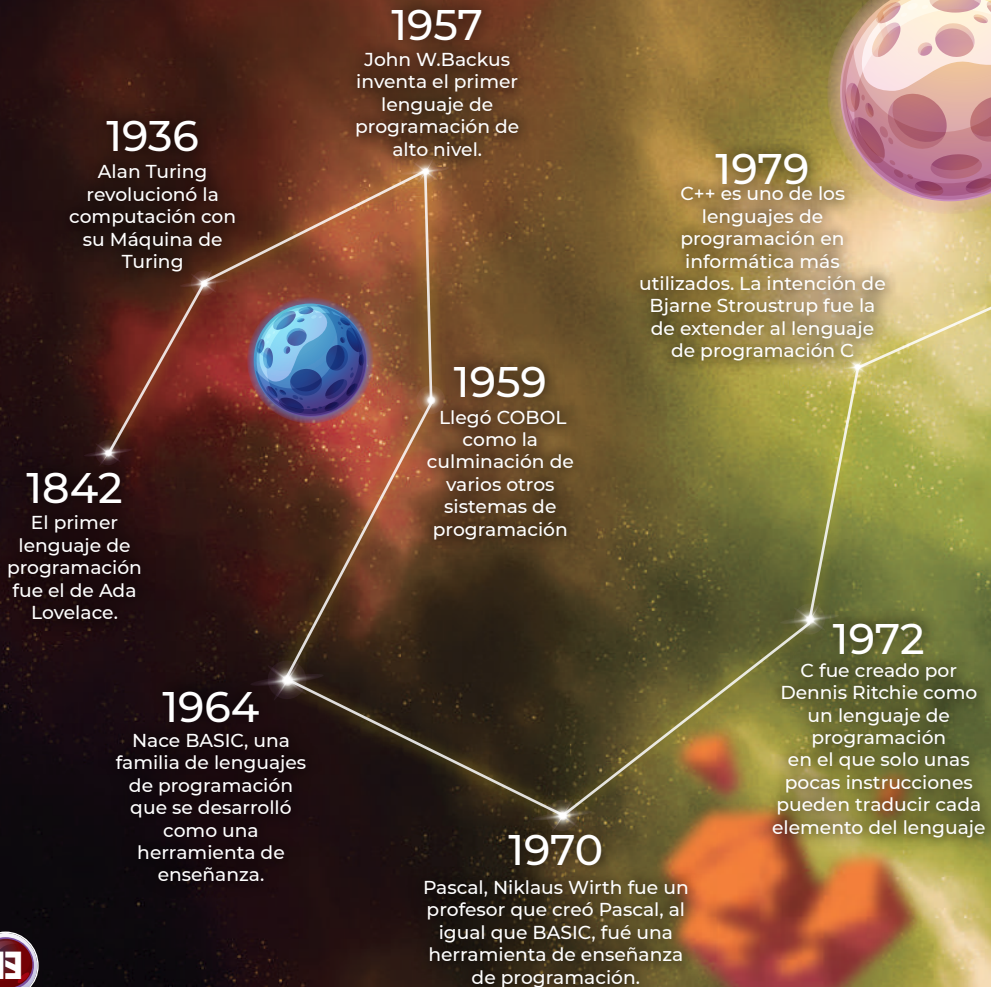 1842
El primer
lenguaje de
programación
fue el de Ada
Lovelace.
1936
Alan Turing
revolucionó la
computación con
su Máquina de
Turing
1957
John W.Backus
inventa el primer
lenguaje de
programación de
alto nivel.
1959
Llegó COBOL
como la
culminación de
varios otros
sistemas de
programación
1964
Nace BASIC, una
familia de lenguajes
de programación
que se desarrolló
como una
herramienta de
enseñanza.
1970
Pascal, Niklaus Wirth fue un
profesor que creó Pascal, al
igual que BASIC, fué una
herramienta de enseñanza
de programación.
1972
C fue creado por
Dennis Ritchie como
un lenguaje de
programación
en el que solo unas
pocas instrucciones
pueden traducir cada
elemento del lenguaje
1979
C++ es uno de los
lenguajes de
programación en
informática más
utilizados. La intención de
Bjarne Stroustrup fue la
de extender al lenguaje
de programación C